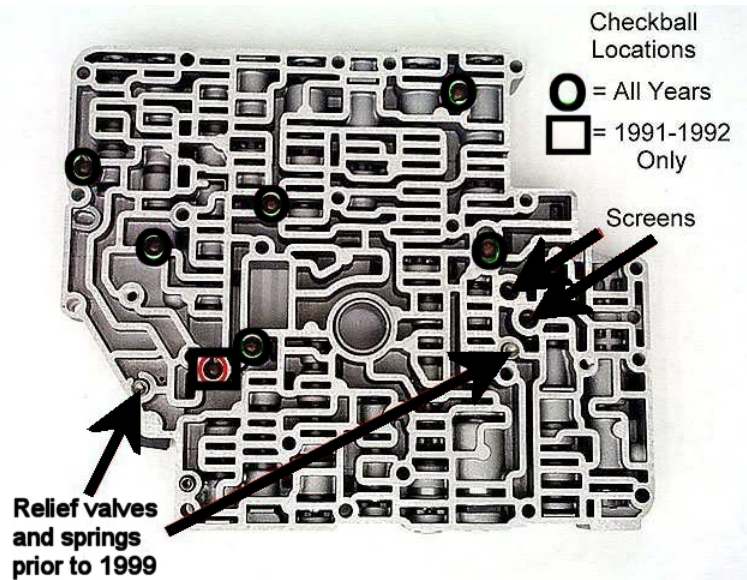 Checkball
Locations
= All Years
= 1991-1992
Only
Screens
Relief valves
and springs
prior to 1999